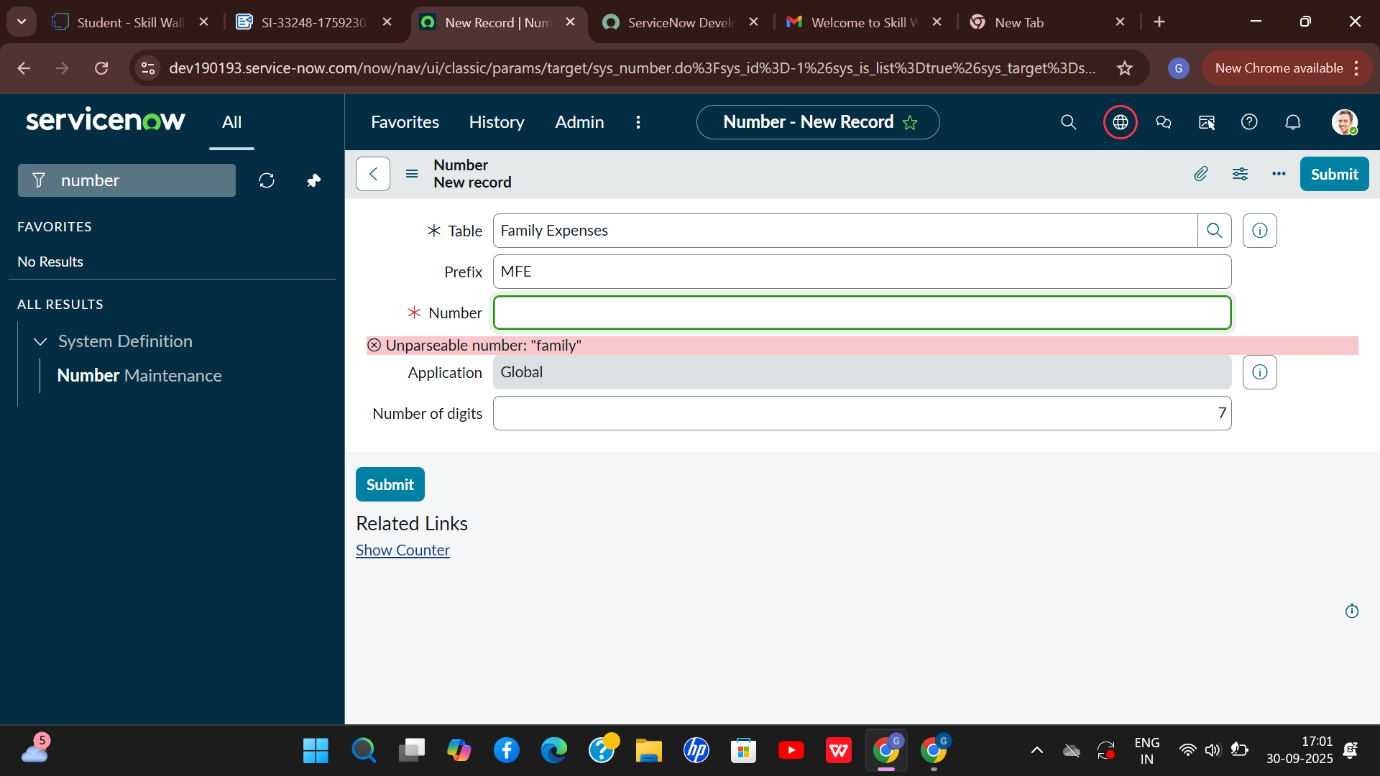 Student - Skill Wall
SI-33248-1759230
New Record | Num
ServiceNow Devel
Welcome to Skill W
New Tab
dev190193.service-now.com/now/nav/ui/classic/params/target/sys_number.do%3Fsys_id%3D-1%26sys_is_list%3Dtrue%26sys_target%3Ds...
G
New Chrome available
servicenow
All
Favorites
History
Admin
Number - New Record
number
Number
New record
Submit
FAVORITES
No Results
ALL RESULTS
System Definition
Number Maintenance
Table
Family Expenses
Prefix
MFE
Number
Unparseable number: "family"
Application
Global
Number of digits
7
Submit
Related Links
Show Counter
5
hp
W
G
G
ENG
IN
17:01
30-09-2025